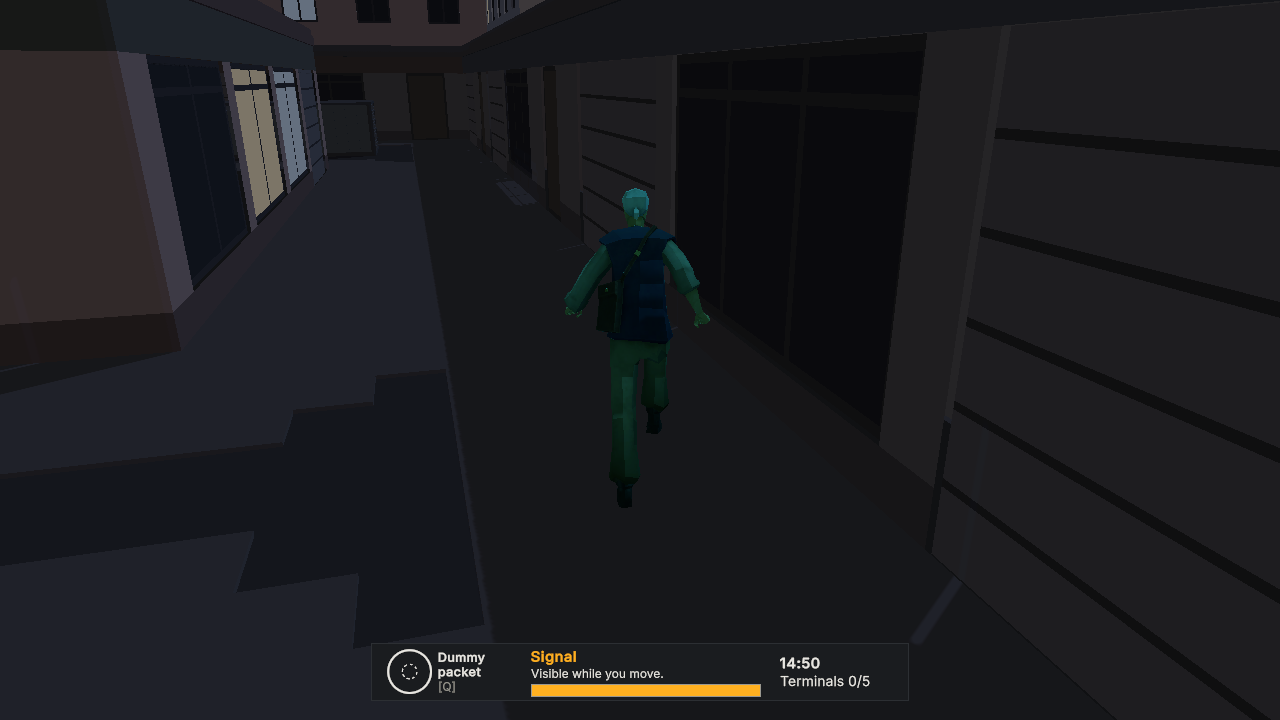 Dummy
packet
[Q]
Signal
Visible while you move.
14:50
Terminals 0/5